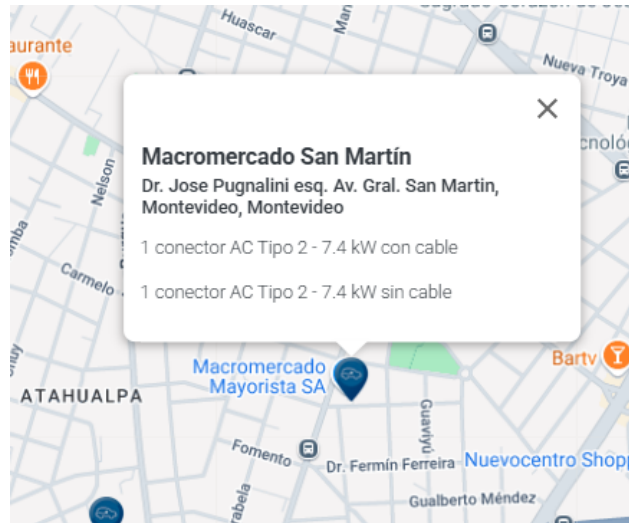 Huascar
Nueva Troya
aurante
Macromercado San Martín
Dr. Jose Pugnalini esq. Av. Gral. San Martin,
Montevideo, Montevideo
1 conector AC Tipo 2 - 7.4 kW con cable
1 conector AC Tipo 2 - 7.4 kW sin cable
Nelson
Carmelo
Macromercado
Mayorista SA
Bartv
ATAHUALPA
Guaviyú
Fomento
Dr. Fermín Ferreira
Nuevocentro Shopp
Gualberto Méndez